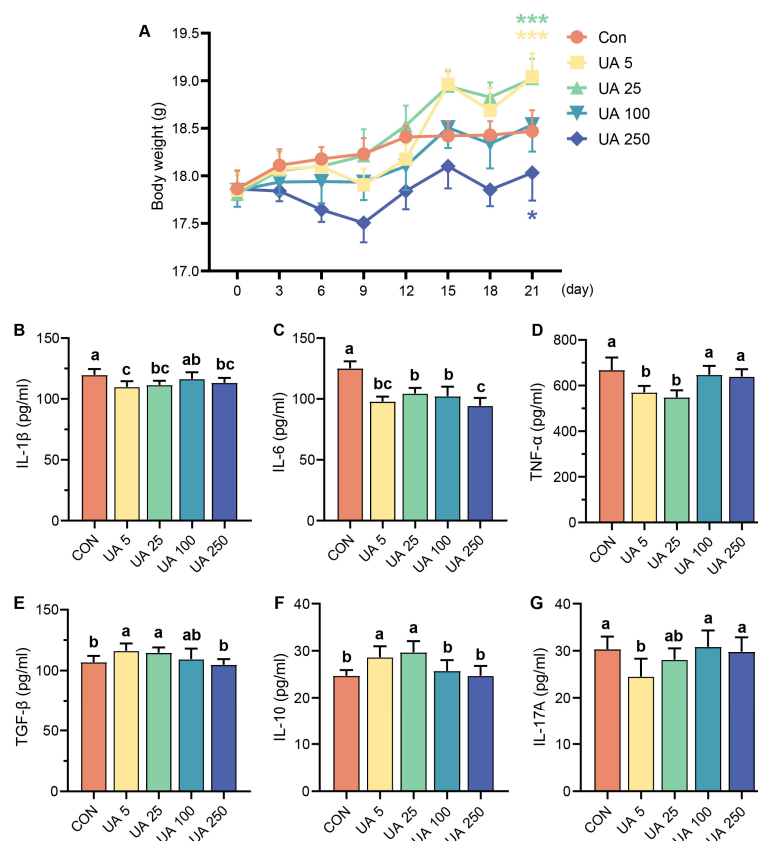 A
19.5
19.0
18.5
18.0
17.5
17.0
Body weight (g)
0 3 6 9 12 15 18 21 (day)
***
***
*
Con
UA 5
UA 25
UA 100
UA 250
B
150
100
50
0
IL-1β (pg/ml)
a c bc ab bc
CON UA 5 UA 25 UA 100 UA 250
C
150
100
50
0
IL-6 (pg/ml)
a bc b b c
CON UA 5 UA 25 UA 100 UA 250
D
800
600
400
200
0
TNF-α (pg/ml)
a b b a a
CON UA 5 UA 25 UA 100 UA 250
E
150
100
50
0
TGF-β (pg/ml)
b a a ab b
CON UA 5 UA 25 UA 100 UA 250
F
40
30
20
10
0
IL-10 (pg/ml)
b a a b b
CON UA 5 UA 25 UA 100 UA 250
G
40
30
20
10
0
IL-17A (pg/ml)
a b ab a a
CON UA 5 UA 25 UA 100 UA 250